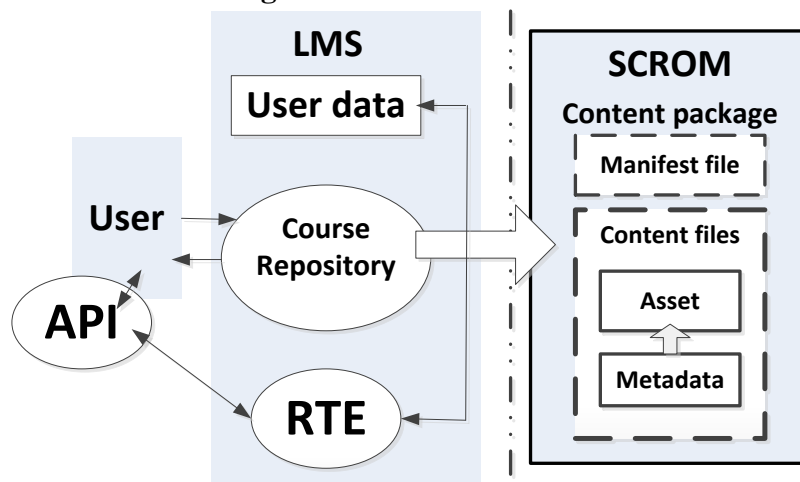 LMS
User data
User
Course
Repository
API
RTE
SCROM
Content package
Manifest file
Content files
Asset
Metadata